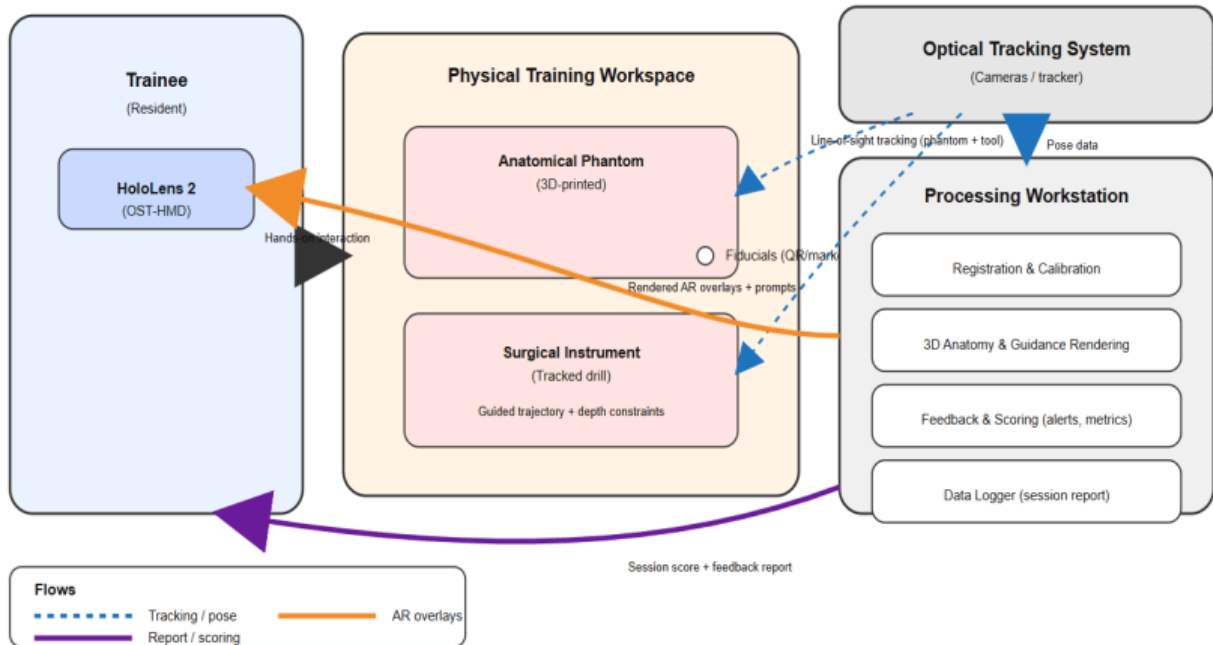 Trainee
(Resident)
HoloLens 2
(OST-HMD)
Hands-on interaction
Physical Training Workspace
Anatomical Phantom
(3D-printed)
Fiducials (QR/marke
Rendered AR overlays + prompts
Surgical Instrument
(Tracked drill)
Guided trajectory + depth constraints
Optical Tracking System
(Cameras / tracker)
Line-of-sight tracking (phantom + tool)
Pose data
Processing Workstation
Registration & Calibration
3D Anatomy & Guidance Rendering
Feedback & Scoring (alerts, metrics)
Data Logger (session report)
Session score + feedback report
Flows
Tracking / pose
AR overlays
Report / scoring